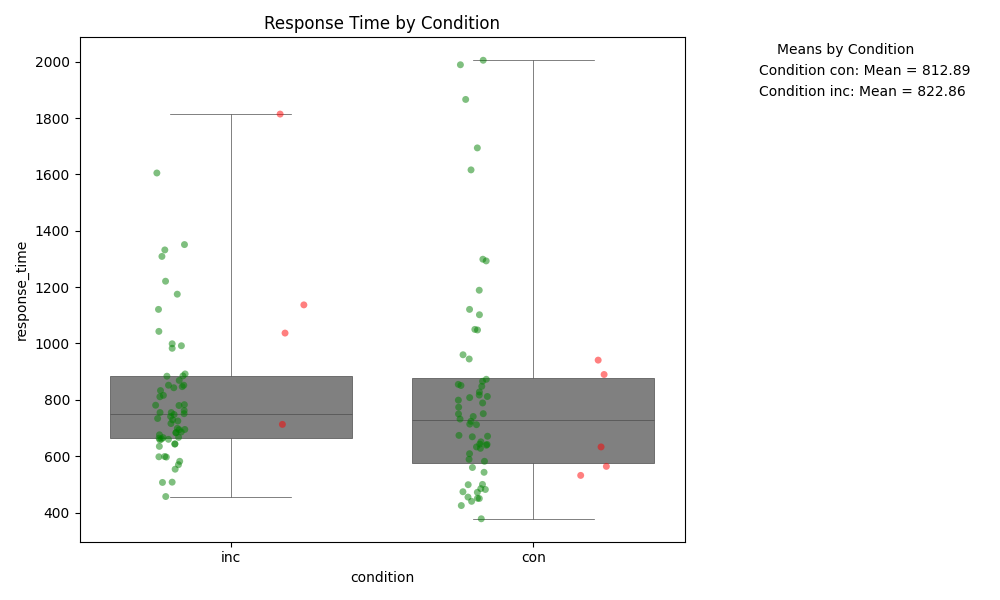 Response Time by Condition
Means by Condition
Condition con: Mean = 812.89
Condition inc: Mean = 822.86
response_time
2000
1800
1600
1400
1200
1000
800
600
400
inc
con
condition